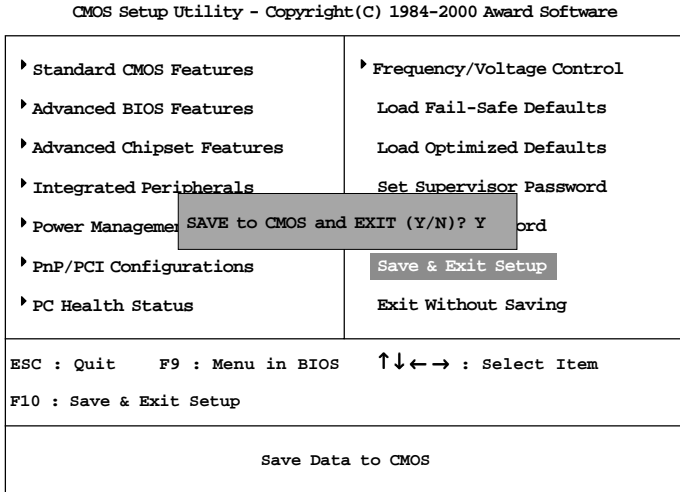 CMOS Setup Utility - Copyright(C) 1984-2000 Award Software
Standard CMOS Features
Advanced BIOS Features
Advanced Chipset Features
Integrated Peripherals
Power Managemen
PnP/PCI Configurations
PC Health Status
Frequency/Voltage Control
Load Fail-Safe Defaults
Load Optimized Defaults
Set Supervisor Password
ord
Save & Exit Setup
Exit Without Saving
SAVE to CMOS and EXIT (Y/N)? Y
ESC : Quit F9 : Menu in BIOS ↑↓←→ : Select Item
F10 : Save & Exit Setup
Save Data to CMOS